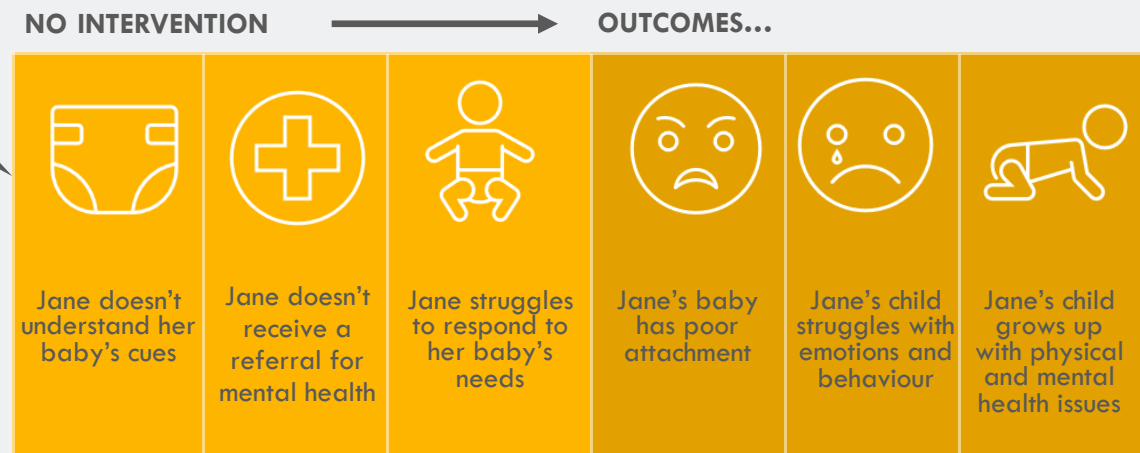 NO INTERVENTION
OUTCOMES...
Jane doesn't
understand her
baby's cues
Jane doesn't
receive a
referral for
mental health
Jane struggles
to respond to
her baby's
needs
Jane's baby
has poor
attachment
Jane's child
struggles with
emotions and
behaviour
Jane's child
grows up
with physical
and mental
health issues